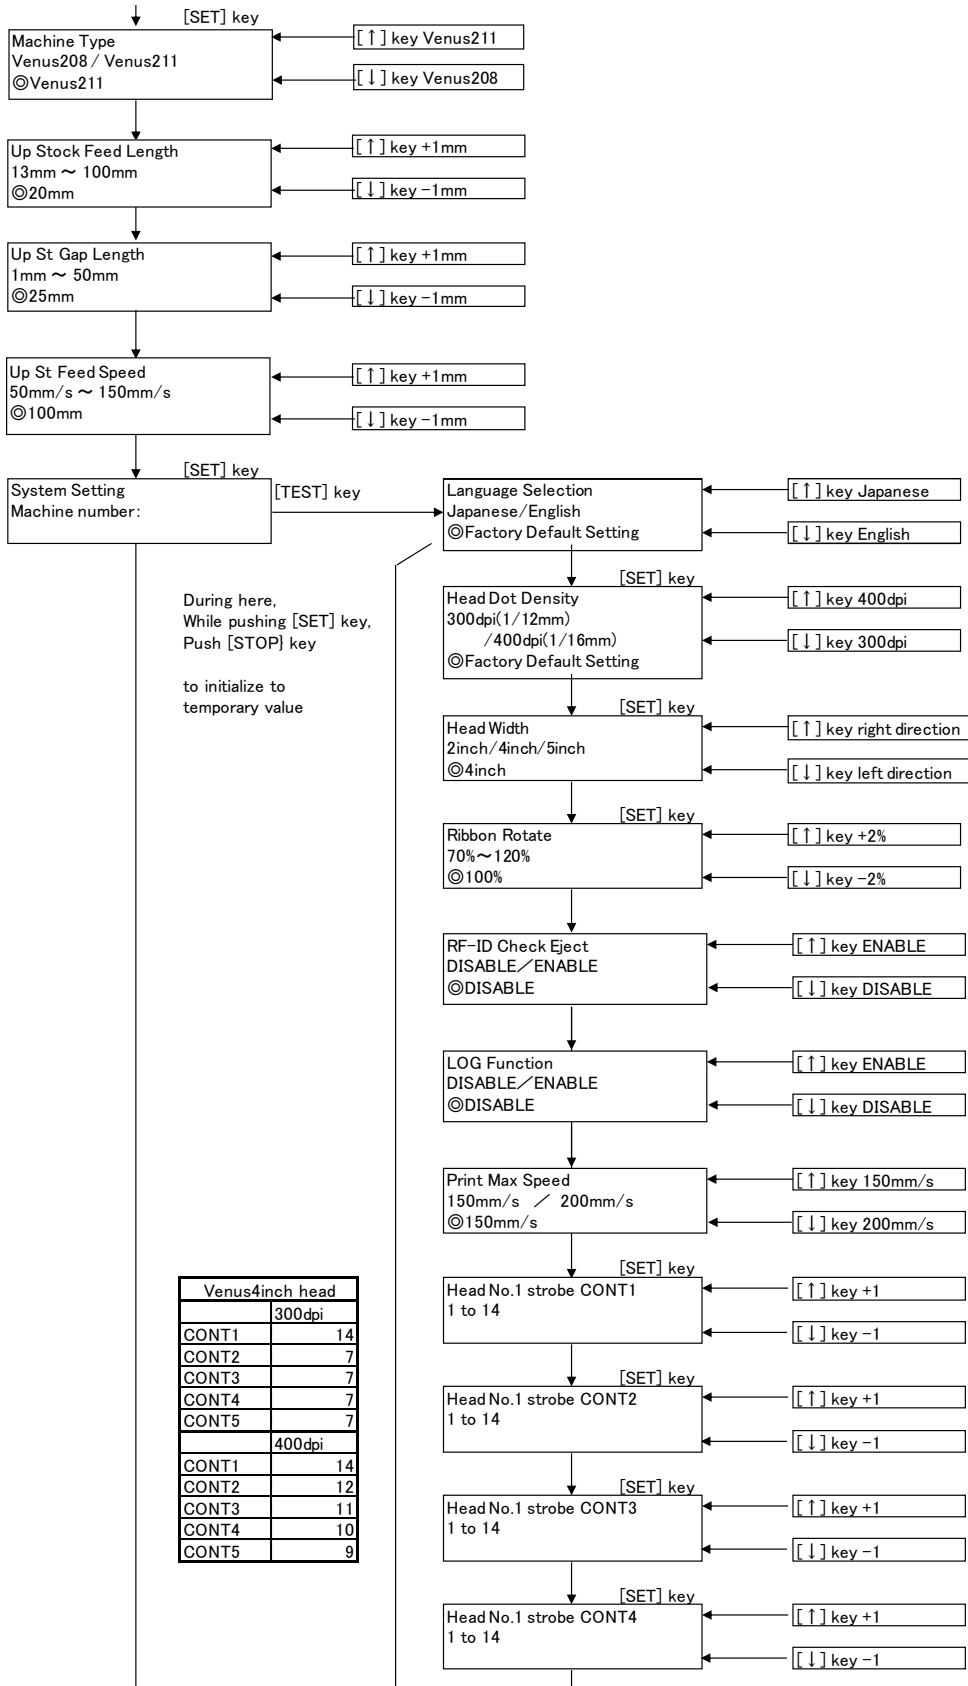 [SET] key
Machine Type
Venus208 / Venus211
◎Venus211
[↑] key Venus211
[↓] key Venus208
Up Stock Feed Length
13mm ～ 100mm
◎20mm
[↑] key +1mm
[↓] key −1mm
Up St Gap Length
1mm ～ 50mm
◎25mm
[↑] key +1mm
[↓] key −1mm
Up St Feed Speed
50mm/s ～ 150mm/s
◎100mm
[↑] key +1mm
[↓] key −1mm
[SET] key
System Setting
Machine number:
[TEST] key
During here,
While pushing [SET] key,
Push [STOP} key
to initialize to
temporary value
Language Selection
Japanese/English
◎Factory Default Setting
[↑] key Japanese
[↓] key English
[SET] key
Head Dot Density
300dpi(1/12mm)
/400dpi(1/16mm)
◎Factory Default Setting
[↑] key 400dpi
[↓] key 300dpi
[SET] key
Head Width
2inch/4inch/5inch
◎4inch
[↑] key right direction
[↓] key left direction
[SET] key
Ribbon Rotate
70%～120%
◎100%
[↑] key +2%
[↓] key −2%
RF−ID Check Eject
DISABLE／ENABLE
◎DISABLE
[↑] key ENABLE
[↓] key DISABLE
LOG Function
DISABLE／ENABLE
◎DISABLE
[↑] key ENABLE
[↓] key DISABLE
Print Max Speed
150mm/s ／ 200mm/s
◎150mm/s
[↑] key 150mm/s
[↓] key 200mm/s
[SET] key
Head No.1 strobe CONT1
1 to 14
[↑] key +1
[↓] key −1
[SET] key
Head No.1 strobe CONT2
1 to 14
[↑] key +1
[↓] key −1
[SET] key
Head No.1 strobe CONT3
1 to 14
[↑] key +1
[↓] key −1
[SET] key
Head No.1 strobe CONT4
1 to 14
[↑] key +1
[↓] key −1
Venus4inch head
300dpi
CONT1 14
CONT2 7
CONT3 7
CONT4 7
CONT5 7
400dpi
CONT1 14
CONT2 12
CONT3 11
CONT4 10
CONT5 9